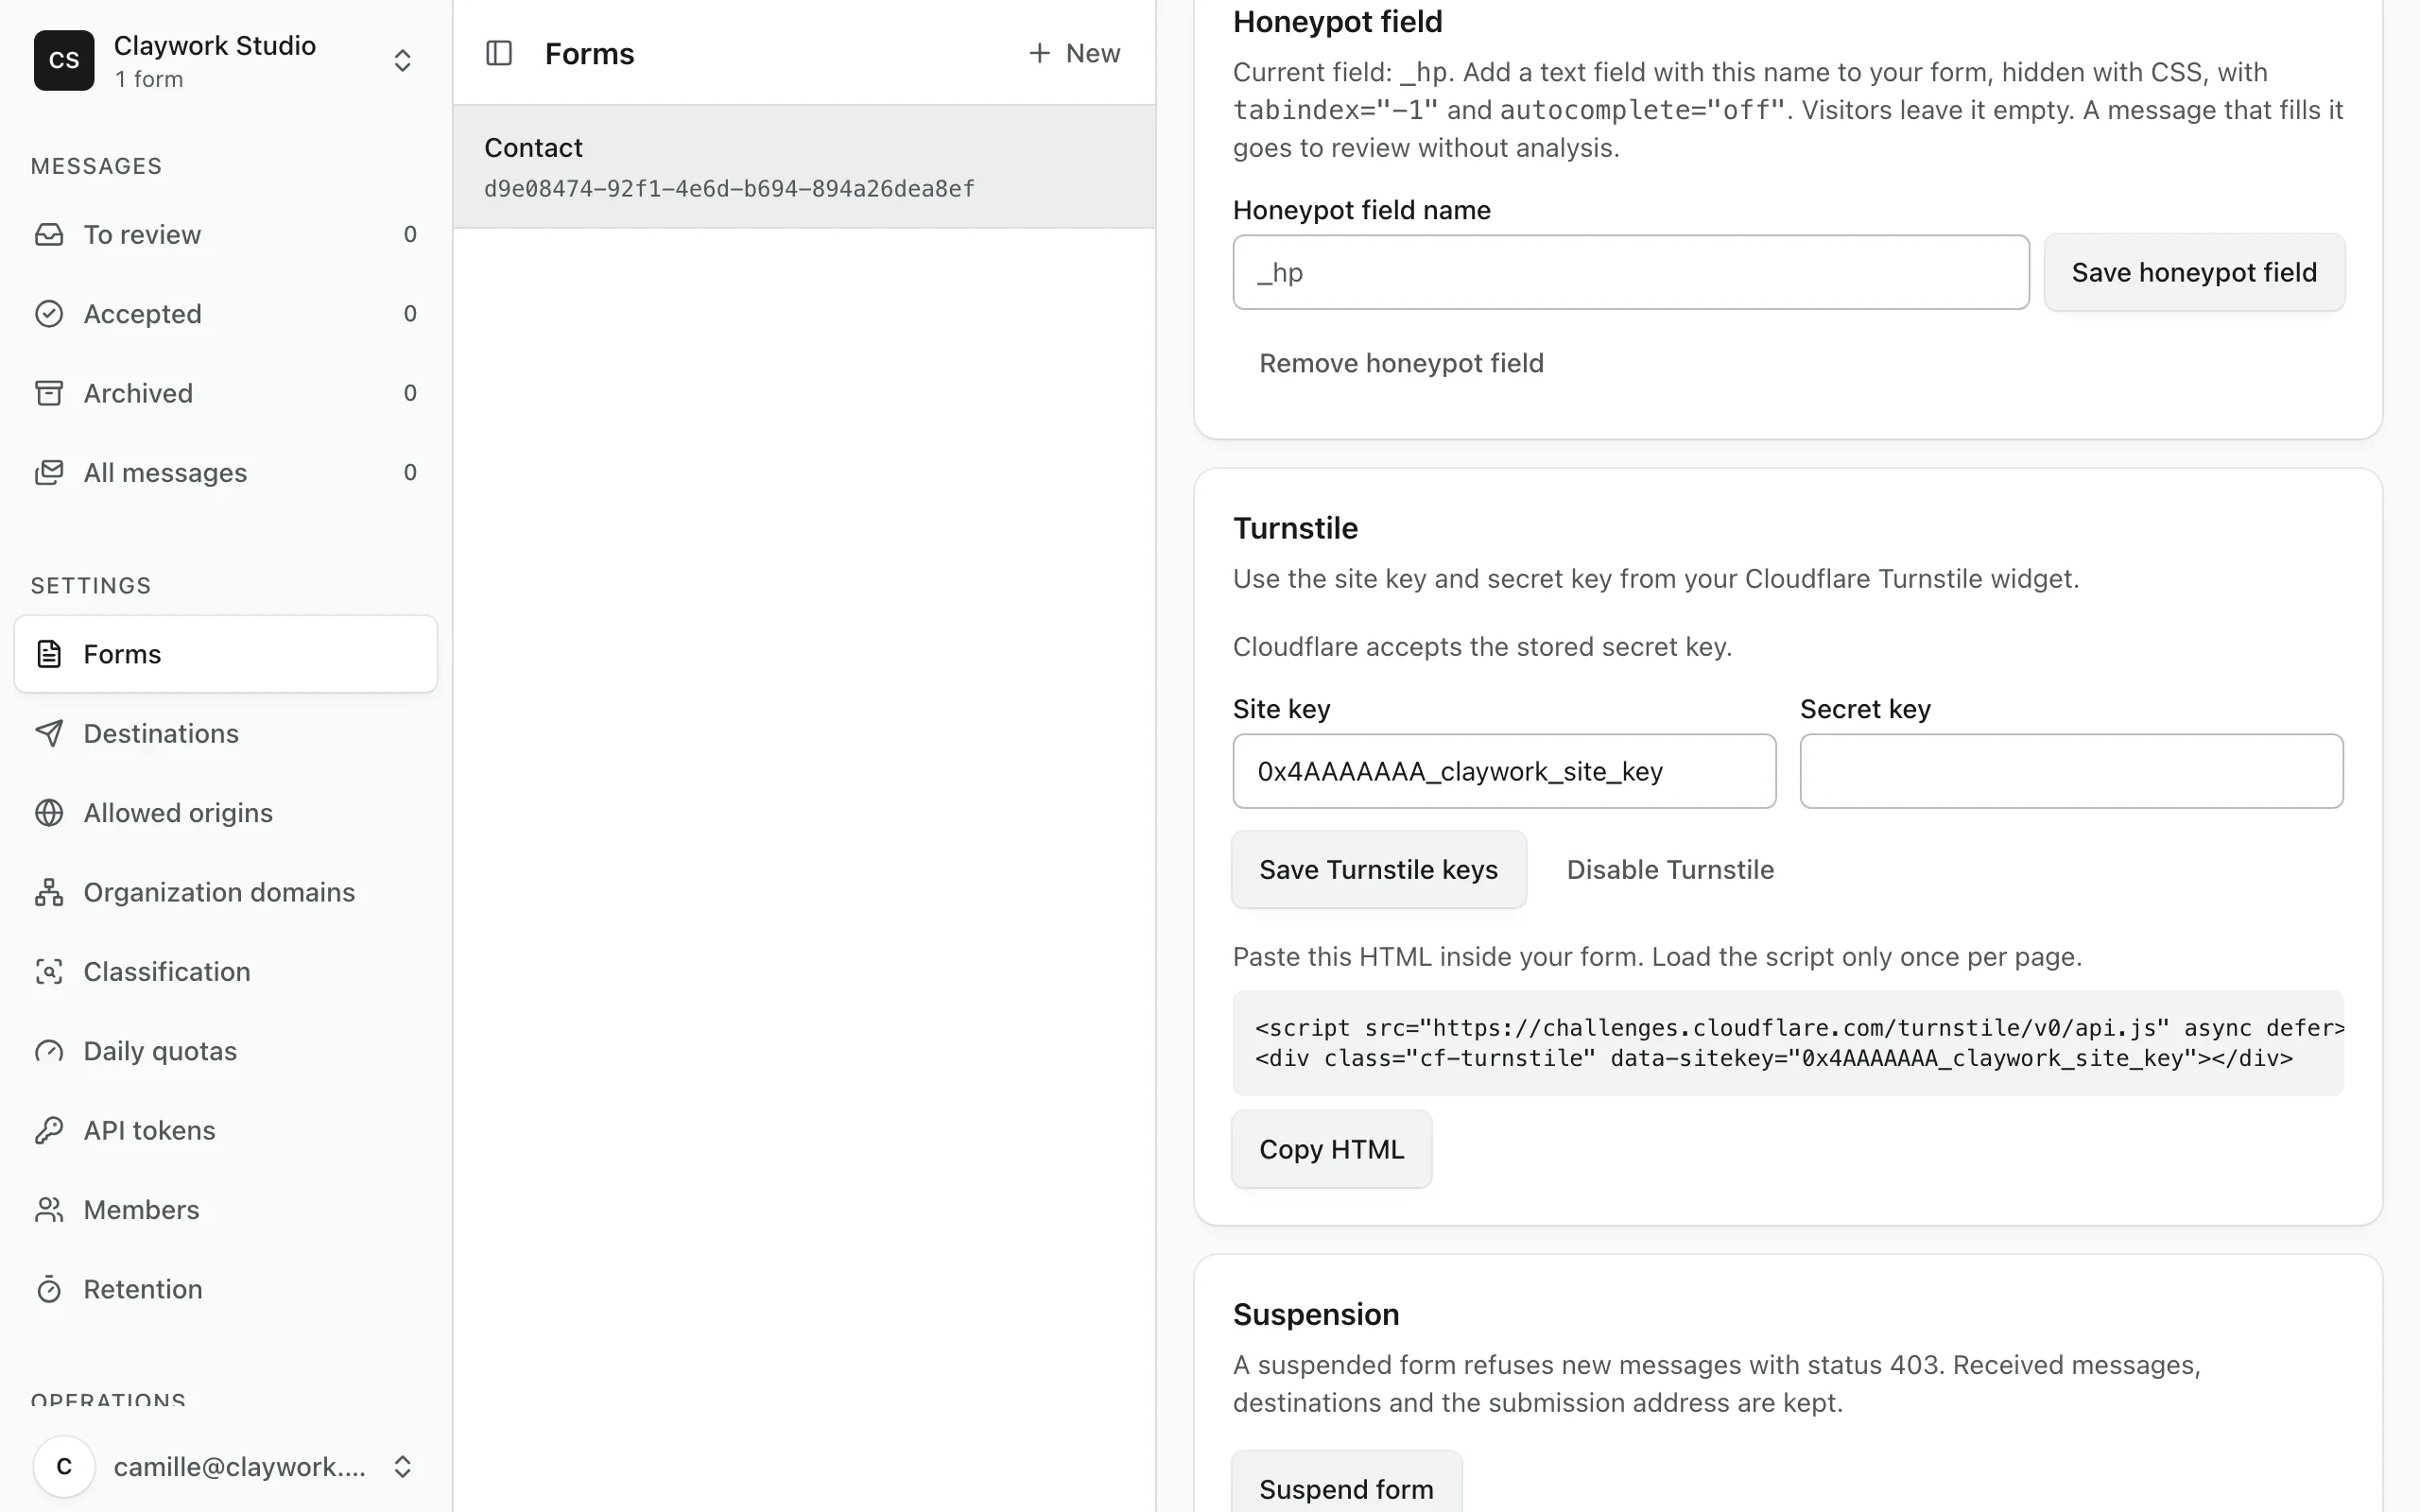 CS
Claywork Studio
1 form
MESSAGES
To review 0
Accepted 0
Archived 0
All messages 0
SETTINGS
Forms
Destinations
Allowed origins
Organization domains
Classification
Daily quotas
API tokens
Members
Retention
OPERATIONS
C camille@claywork....
Forms
+ New
Contact
d9e08474-92f1-4e6d-b694-894a26dea8ef
Honeypot field
Current field: _hp. Add a text field with this name to your form, hidden with CSS, with
tabindex="-1" and autocomplete="off". Visitors leave it empty. A message that fills it
goes to review without analysis.
Honeypot field name
_hp
Save honeypot field
Remove honeypot field
Turnstile
Use the site key and secret key from your Cloudflare Turnstile widget.
Cloudflare accepts the stored secret key.
Site key
Secret key
0x4AAAAAAA_claywork_site_key
Save Turnstile keys
Disable Turnstile
Paste this HTML inside your form. Load the script only once per page.
<script src="https://challenges.cloudflare.com/turnstile/v0/api.js" async defer>
<div class="cf-turnstile" data-sitekey="0x4AAAAAAA_claywork_site_key"></div>
Copy HTML
Suspension
A suspended form refuses new messages with status 403. Received messages,
destinations and the submission address are kept.
Suspend form